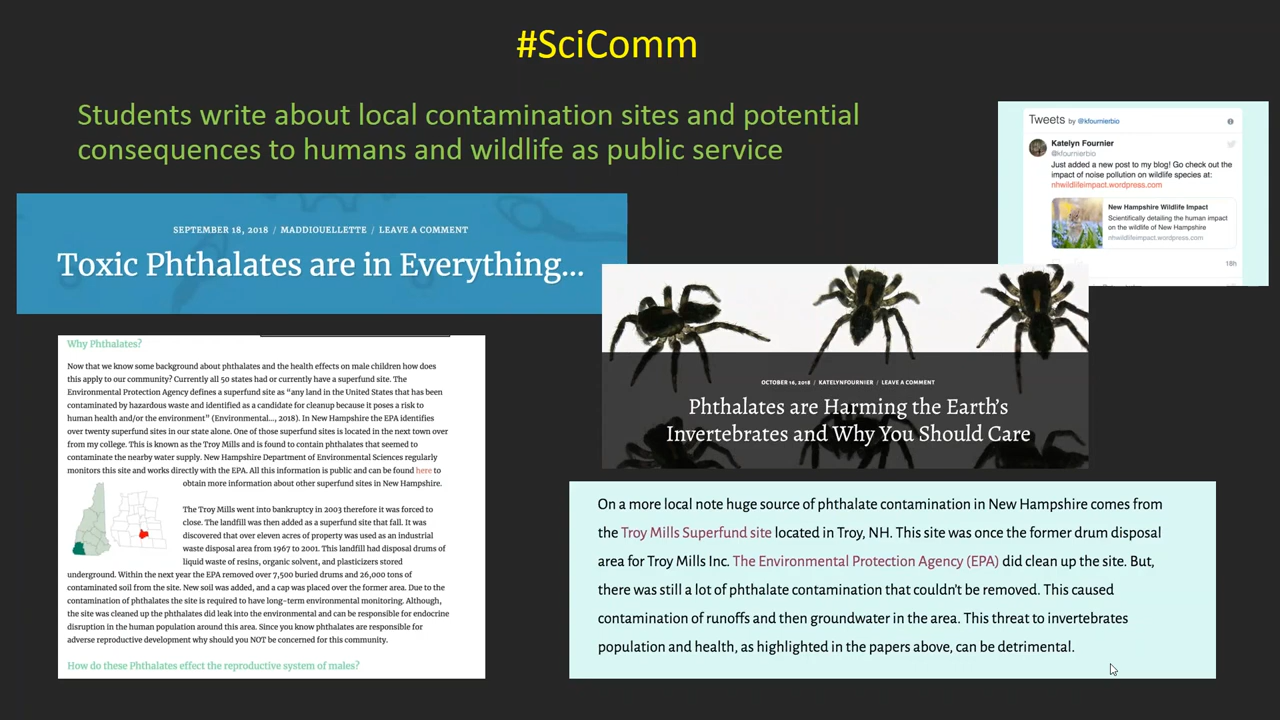 #SciComm
Students write about local contamination sites and potential
consequences to humans and wildlife as public service
SEPTEMBER 18, 2018 / MADDIOUELLETTE / LEAVE A COMMENT
Toxic Phthalates are in Everything...
Why Phthalates?
Now that we know some background about phthalates and the health effects on male children how does
this apply to our community? Currently all 50 states had or currently have a superfund site. The
Environmental Protection Agency defines a superfund site as “any land in the United States that has been
contaminated by hazardous waste and identified as a candidate for cleanup because it poses a risk to
human health and/or the environment” (Environmental..., 2018). In New Hampshire the EPA identifies
over twenty superfund sites in our state alone. One of those superfund sites is located in the next town over
from my college. This is known as the Troy Mills and is found to contain phthalates that seemed to
contaminate the nearby water supply. New Hampshire Department of Environmental Sciences regularly
monitors this site and works directly with the EPA. All this information is public and can be found here to
obtain more information about other superfund sites in New Hampshire.
The Troy Mills went into bankruptcy in 2003 therefore it was forced to
close. The landfill was then added as a superfund site that fall. It was
discovered that over eleven acres of property was used as an industrial
waste disposal area from 1967 to 2001. This landfill had disposal drums of
liquid waste of resins, organic solvent, and plasticizers stored
underground. Within the next year the EPA removed over 7,500 buried drums and 26,000 tons of
contaminated soil from the site. New soil was added, and a cap was placed over the former area. Due to the
contamination of phthalates the site is required to have long-term environmental monitoring. Although,
the site was cleaned up the phthalates did leak into the environmental and can be responsible for endocrine
disruption in the human population around this area. Since you know phthalates are responsible for
adverse reproductive development why should you NOT be concerned for this community.
How do these Phthalates effect the reproductive system of males?
Tweets by @kfournierbio
Katelyn Fournier
@kfournierbio
Just added a new post to my blog! Go check out the
impact of noise pollution on wildlife species at:
nhwildlifeimpact.wordpress.com
New Hampshire Wildlife Impact
Scientifically detailing the human impact
on the wildlife of New Hampshire
nhwildlifeimpact.wordpress.com
18h
OCTOBER 16, 2018 / KATELYNFOURNIER / LEAVE A COMMENT
Phthalates are Harming the Earth’s
Invertebrates and Why You Should Care
On a more local note huge source of phthalate contamination in New Hampshire comes from
the Troy Mills Superfund site located in Troy, NH. This site was once the former drum disposal
area for Troy Mills Inc. The Environmental Protection Agency (EPA) did clean up the site. But,
there was still a lot of phthalate contamination that couldn’t be removed. This caused
contamination of runoffs and then groundwater in the area. This threat to invertebrates
population and health, as highlighted in the papers above, can be detrimental.